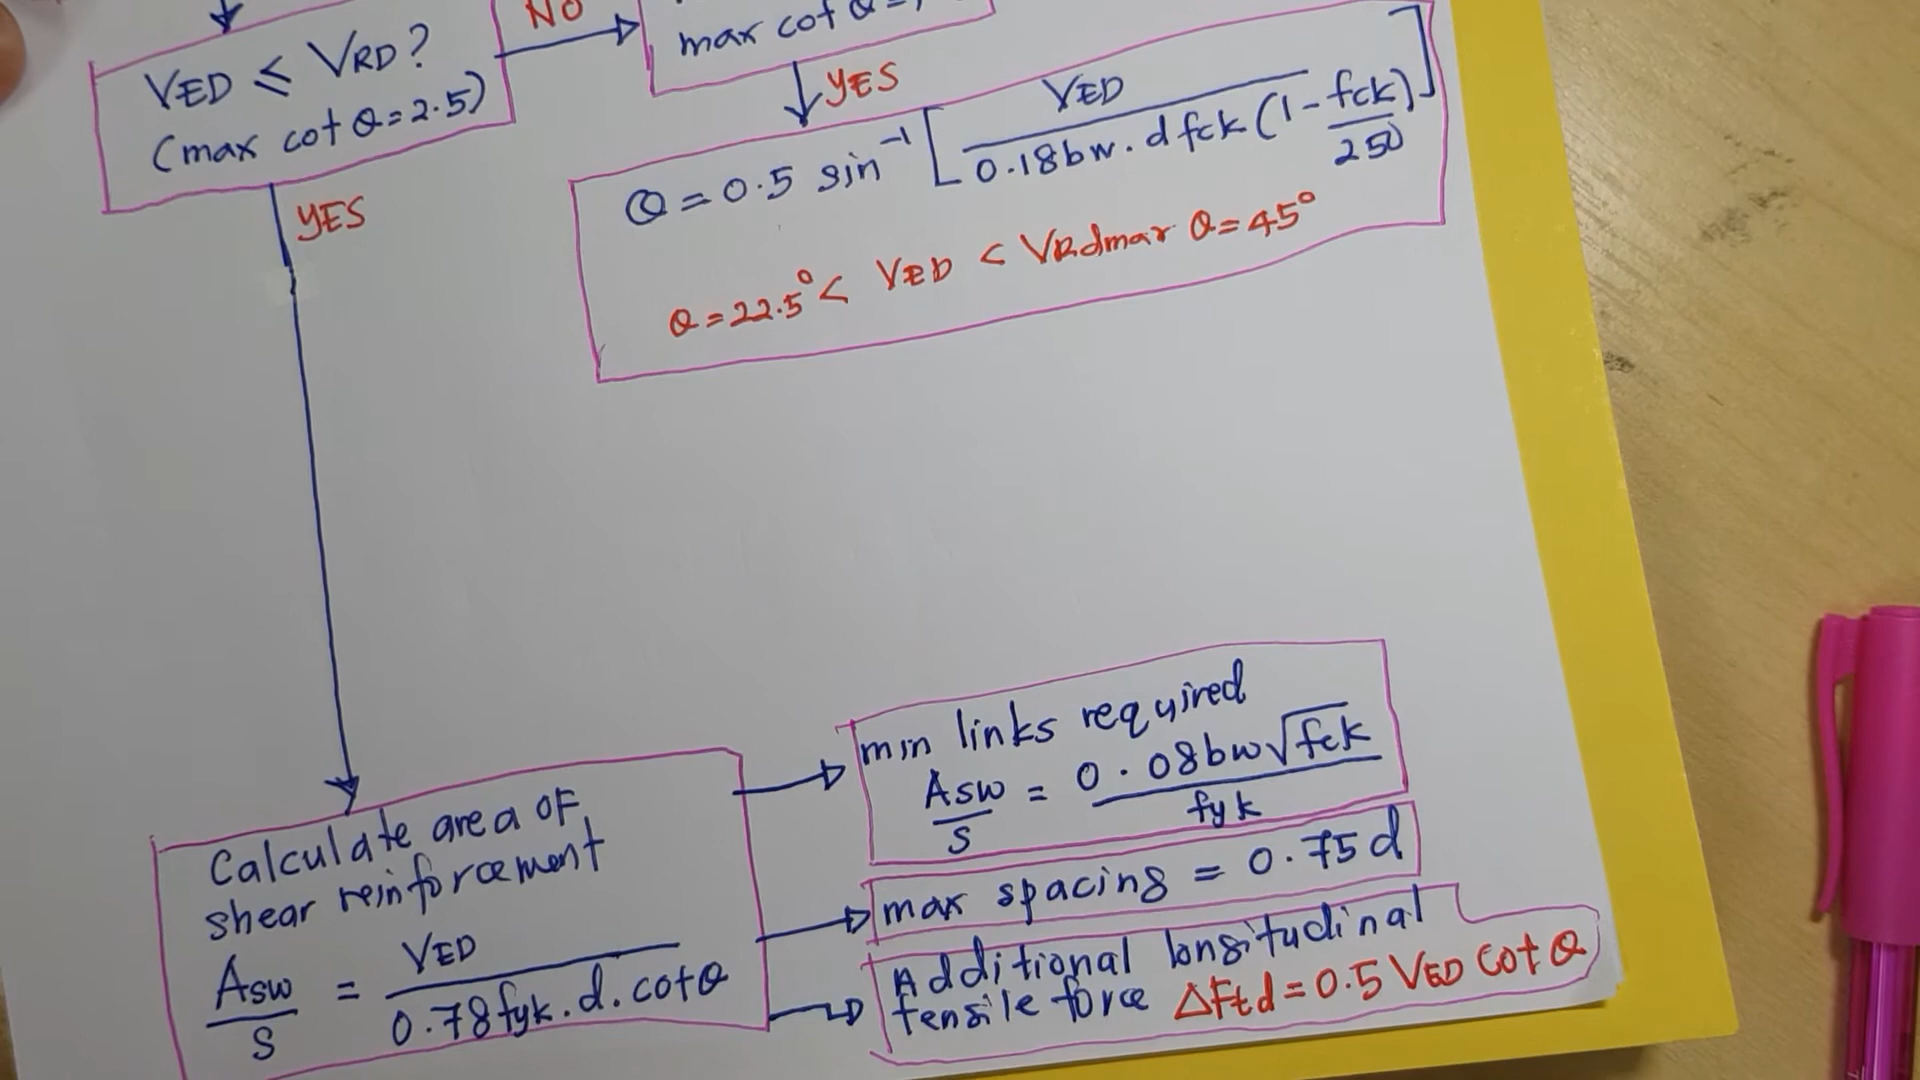 NO
VED ≤ VRD?
(max cot θ=2.5)
max cot θ=
YES
YES
θ = 0.5 sin⁻¹ [ VED / 0.18bw.d fck (1 - fck/250) ]
θ = 22.5° < VED < VRdmax θ = 45°
Calculate area of
shear reinforcement
Asw/S = VED / 0.78fyk.d.cotθ
min links required
Asw/S = 0.08bw√fck / fyk
max spacing = 0.75d
Additional longitudinal
tensile force ΔFtd = 0.5 VED cot θ